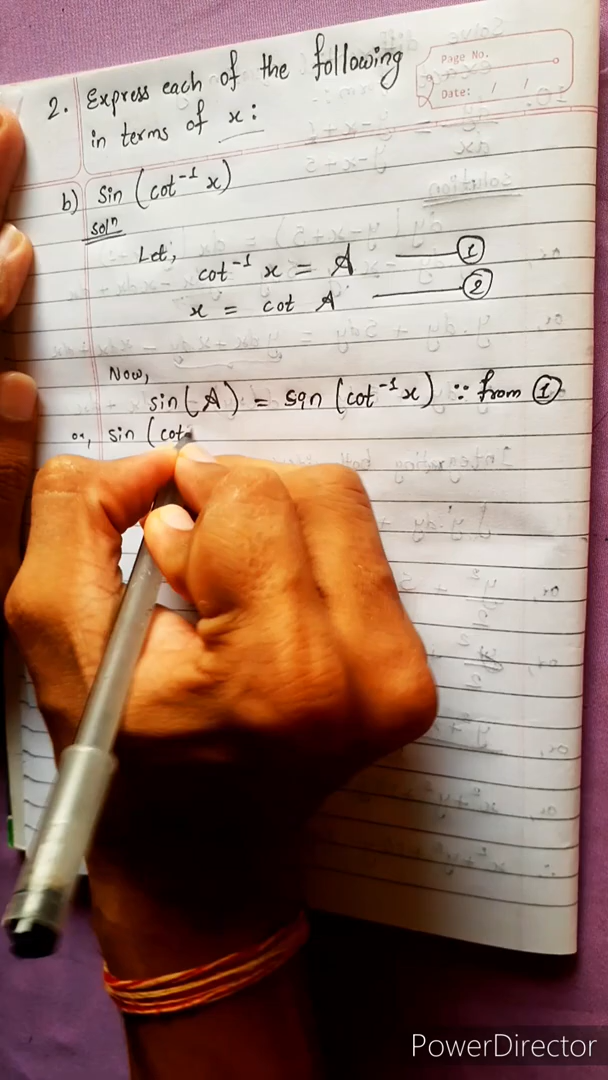 Page No.
Date: / /
2. Express each of the following
in terms of x:
b) sin (cot⁻¹ x)
Solⁿ
Let,
cot⁻¹ x = A —— ①
x = cot A —— ②
Now,
sin(A) = sin (cot⁻¹ x) ∵ from ①
or, sin (cot
PowerDirector